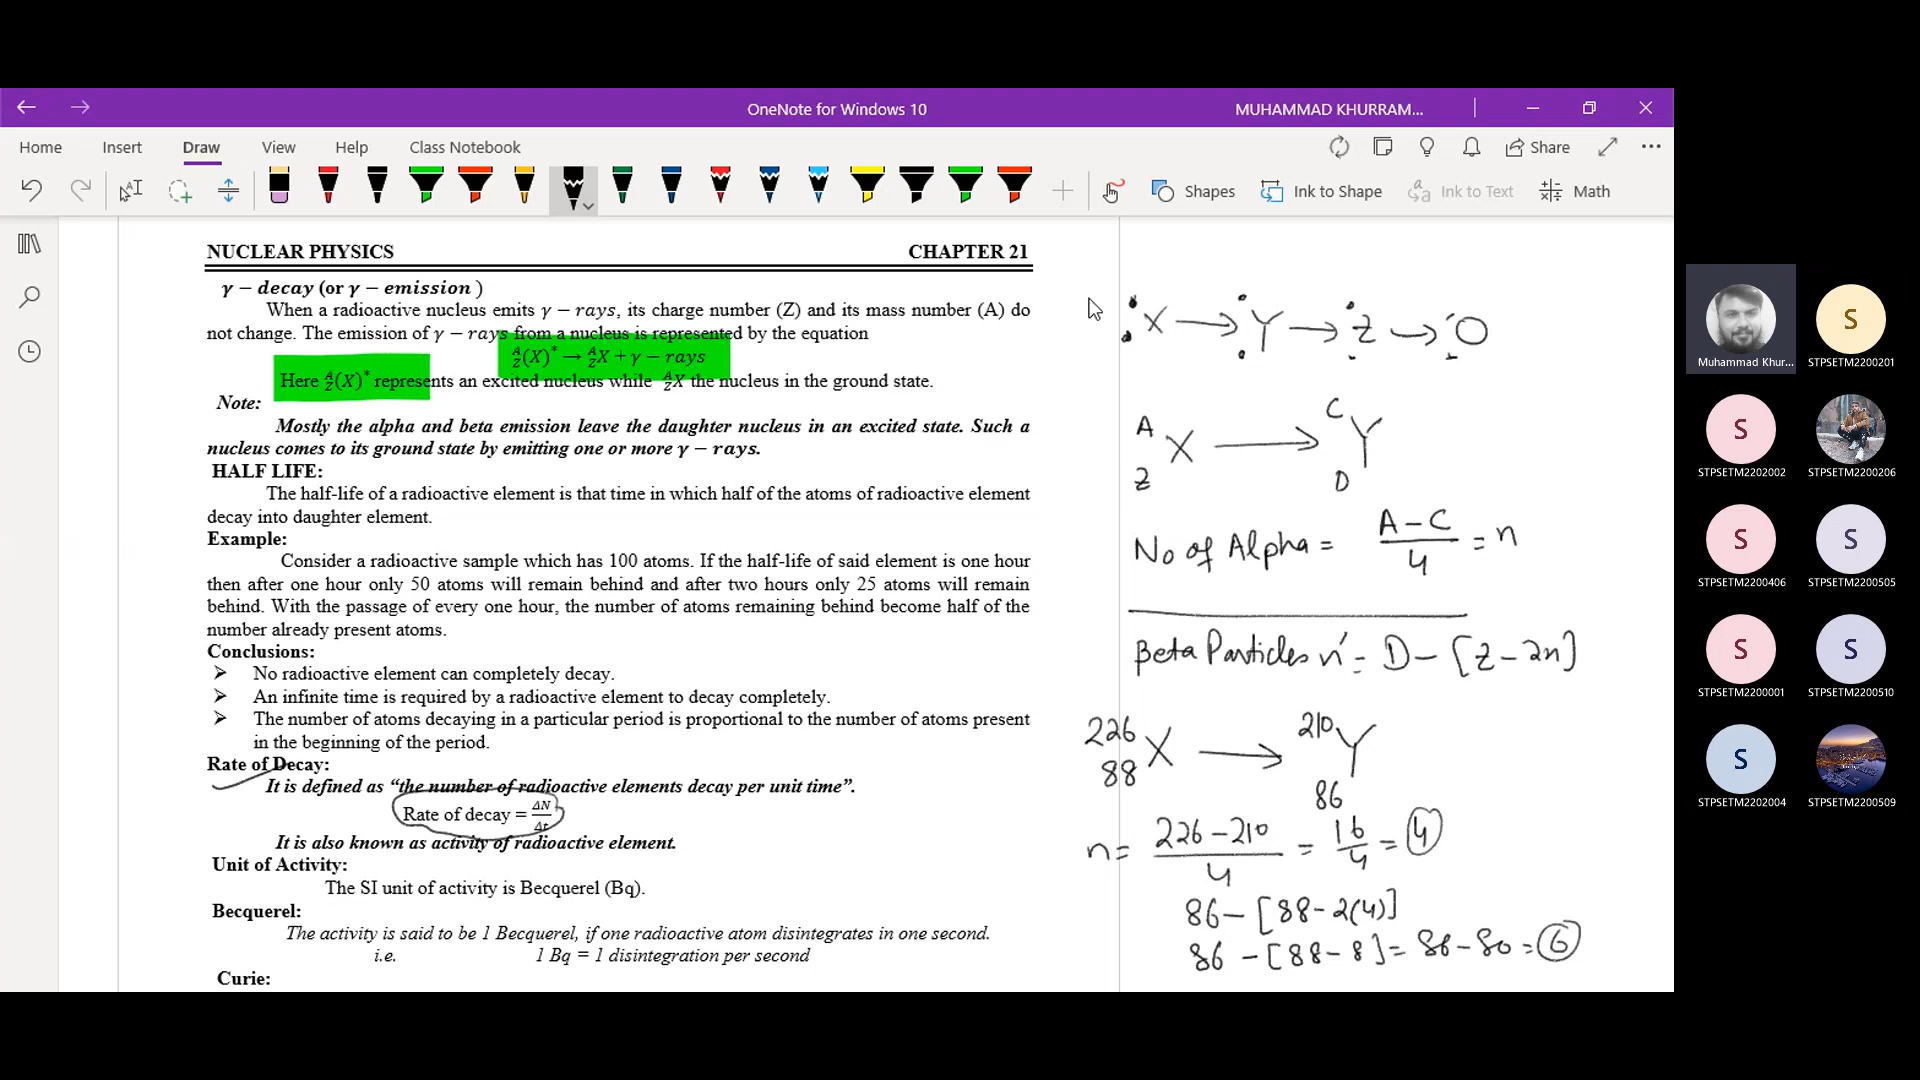 OneNote for Windows 10
MUHAMMAD KHURRAM...
Home Insert Draw View Help Class Notebook
Share
Shapes Ink to Shape Ink to Text Math
NUCLEAR PHYSICS CHAPTER 21
γ − decay (or γ − emission )
When a radioactive nucleus emits γ − rays, its charge number (Z) and its mass number (A) do
not change. The emission of γ − rays from a nucleus is represented by the equation
ᴬ_Z(X)* → ᴬ_ZX + γ − rays
Here ᴬ_Z(X)* represents an excited nucleus while ᴬ_ZX the nucleus in the ground state.
Note:
Mostly the alpha and beta emission leave the daughter nucleus in an excited state. Such a
nucleus comes to its ground state by emitting one or more γ − rays.
HALF LIFE:
The half-life of a radioactive element is that time in which half of the atoms of radioactive element
decay into daughter element.
Example:
Consider a radioactive sample which has 100 atoms. If the half-life of said element is one hour
then after one hour only 50 atoms will remain behind and after two hours only 25 atoms will remain
behind. With the passage of every one hour, the number of atoms remaining behind become half of the
number already present atoms.
Conclusions:
➢ No radioactive element can completely decay.
➢ An infinite time is required by a radioactive element to decay completely.
➢ The number of atoms decaying in a particular period is proportional to the number of atoms present
in the beginning of the period.
Rate of Decay:
It is defined as “the number of radioactive elements decay per unit time”.
Rate of decay = ΔN/Δt
It is also known as activity of radioactive element.
Unit of Activity:
The SI unit of activity is Becquerel (Bq).
Becquerel:
The activity is said to be 1 Becquerel, if one radioactive atom disintegrates in one second.
i.e. 1 Bq = 1 disintegration per second
Curie:
X → Y → Z → O
A C
X → Y
Z D
No of Alpha = A − C / 4 = n
Beta Particles n' = D − [Z − 2n]
226 210
X → Y
88 86
n = 226 − 210 / 4 = 16 / 4 = 4
86 − [88 − 2(4)]
86 − [88 − 8] = 86 − 80 = 6
Muhammad Khur...
S
STPSETM2200201
S
STPSETM2202002
STPSETM2200206
S
STPSETM2200406
S
STPSETM2200505
S
STPSETM2200001
S
STPSETM2200510
S
STPSETM2202004
STPSETM2200509